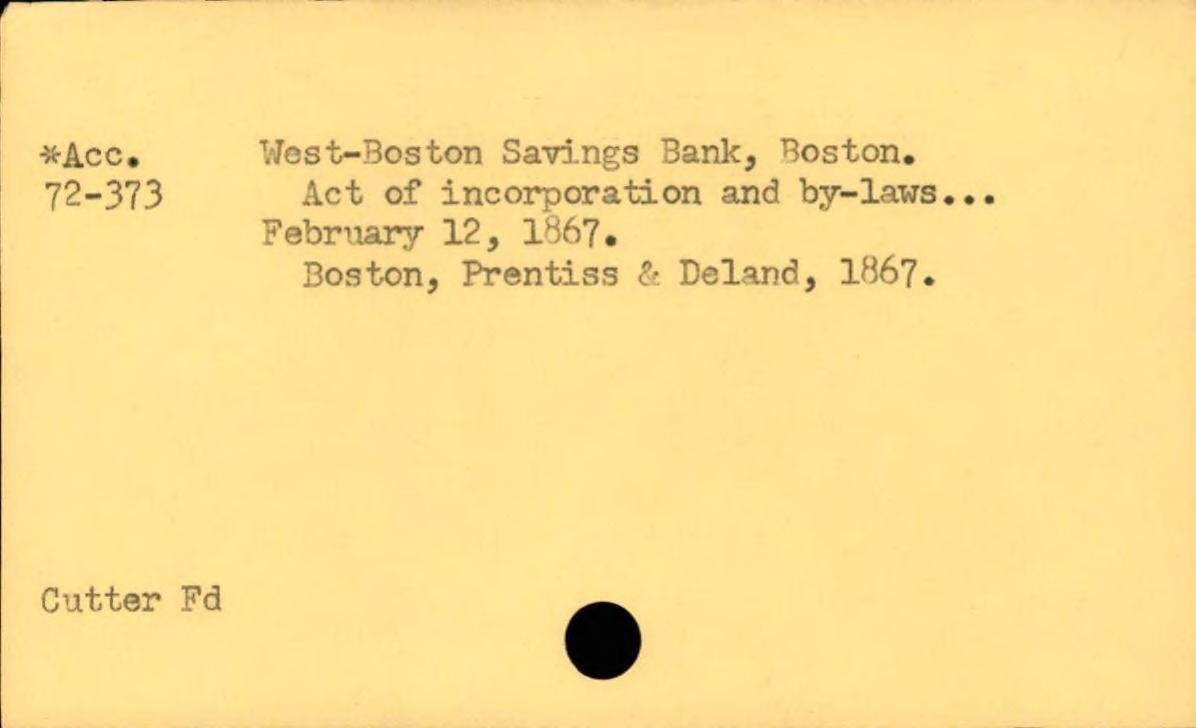 *Acc. West-Boston Savings Bank, Boston.
72-373 Act of incorporation and by-laws...
February 12, 1867.
Boston, Prentiss & Deland, 1867.
Cutter Fd